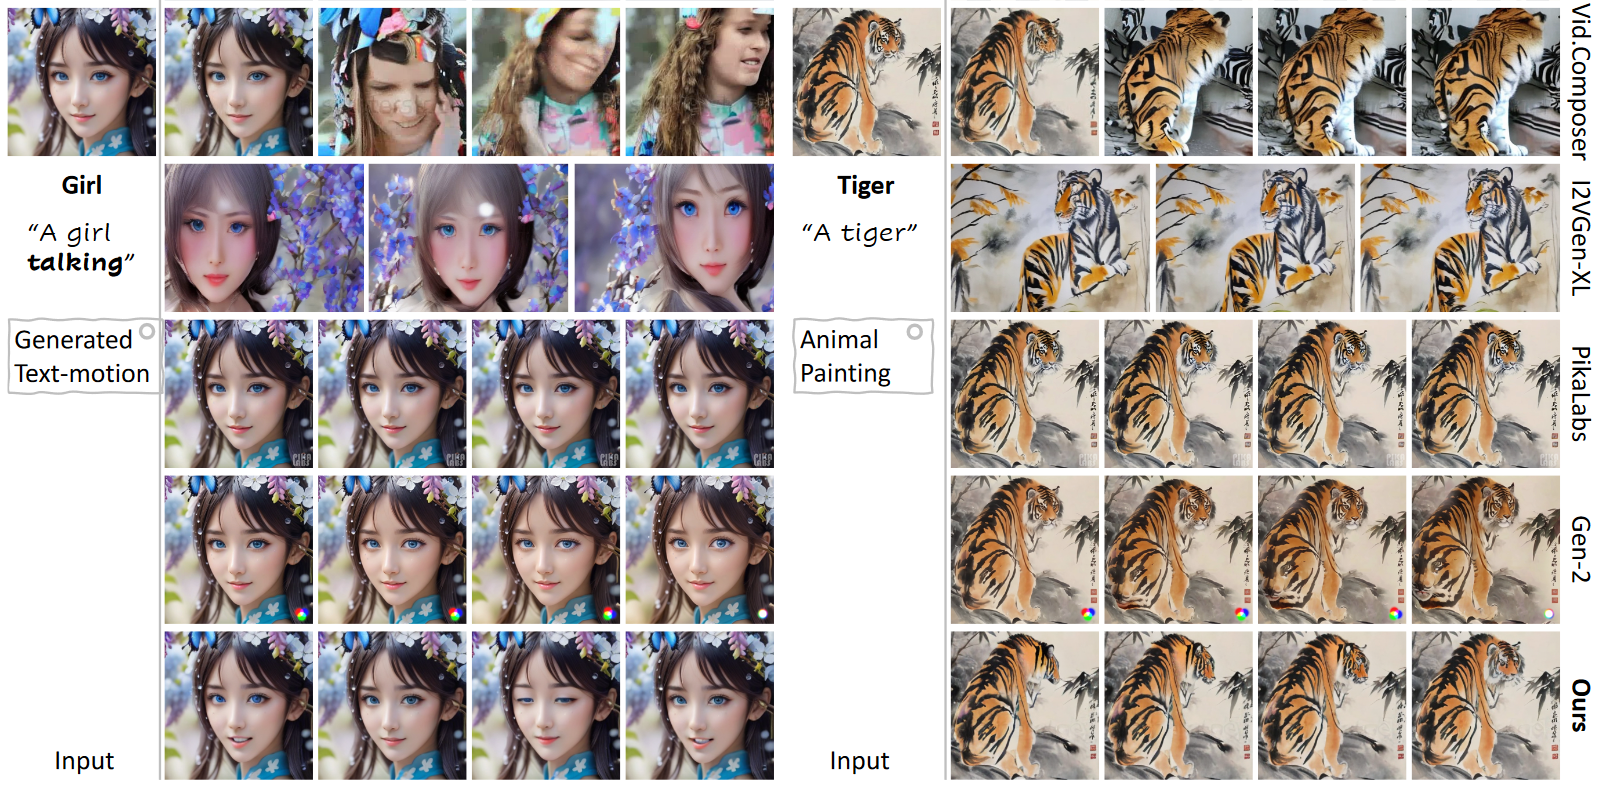 Girl
“A girl
talking”
Generated
Text-motion
Input
Tiger
“A tiger”
Animal
Painting
Input
Vid.Composer
I2VGen-XL
PikaLabs
Gen-2
Ours